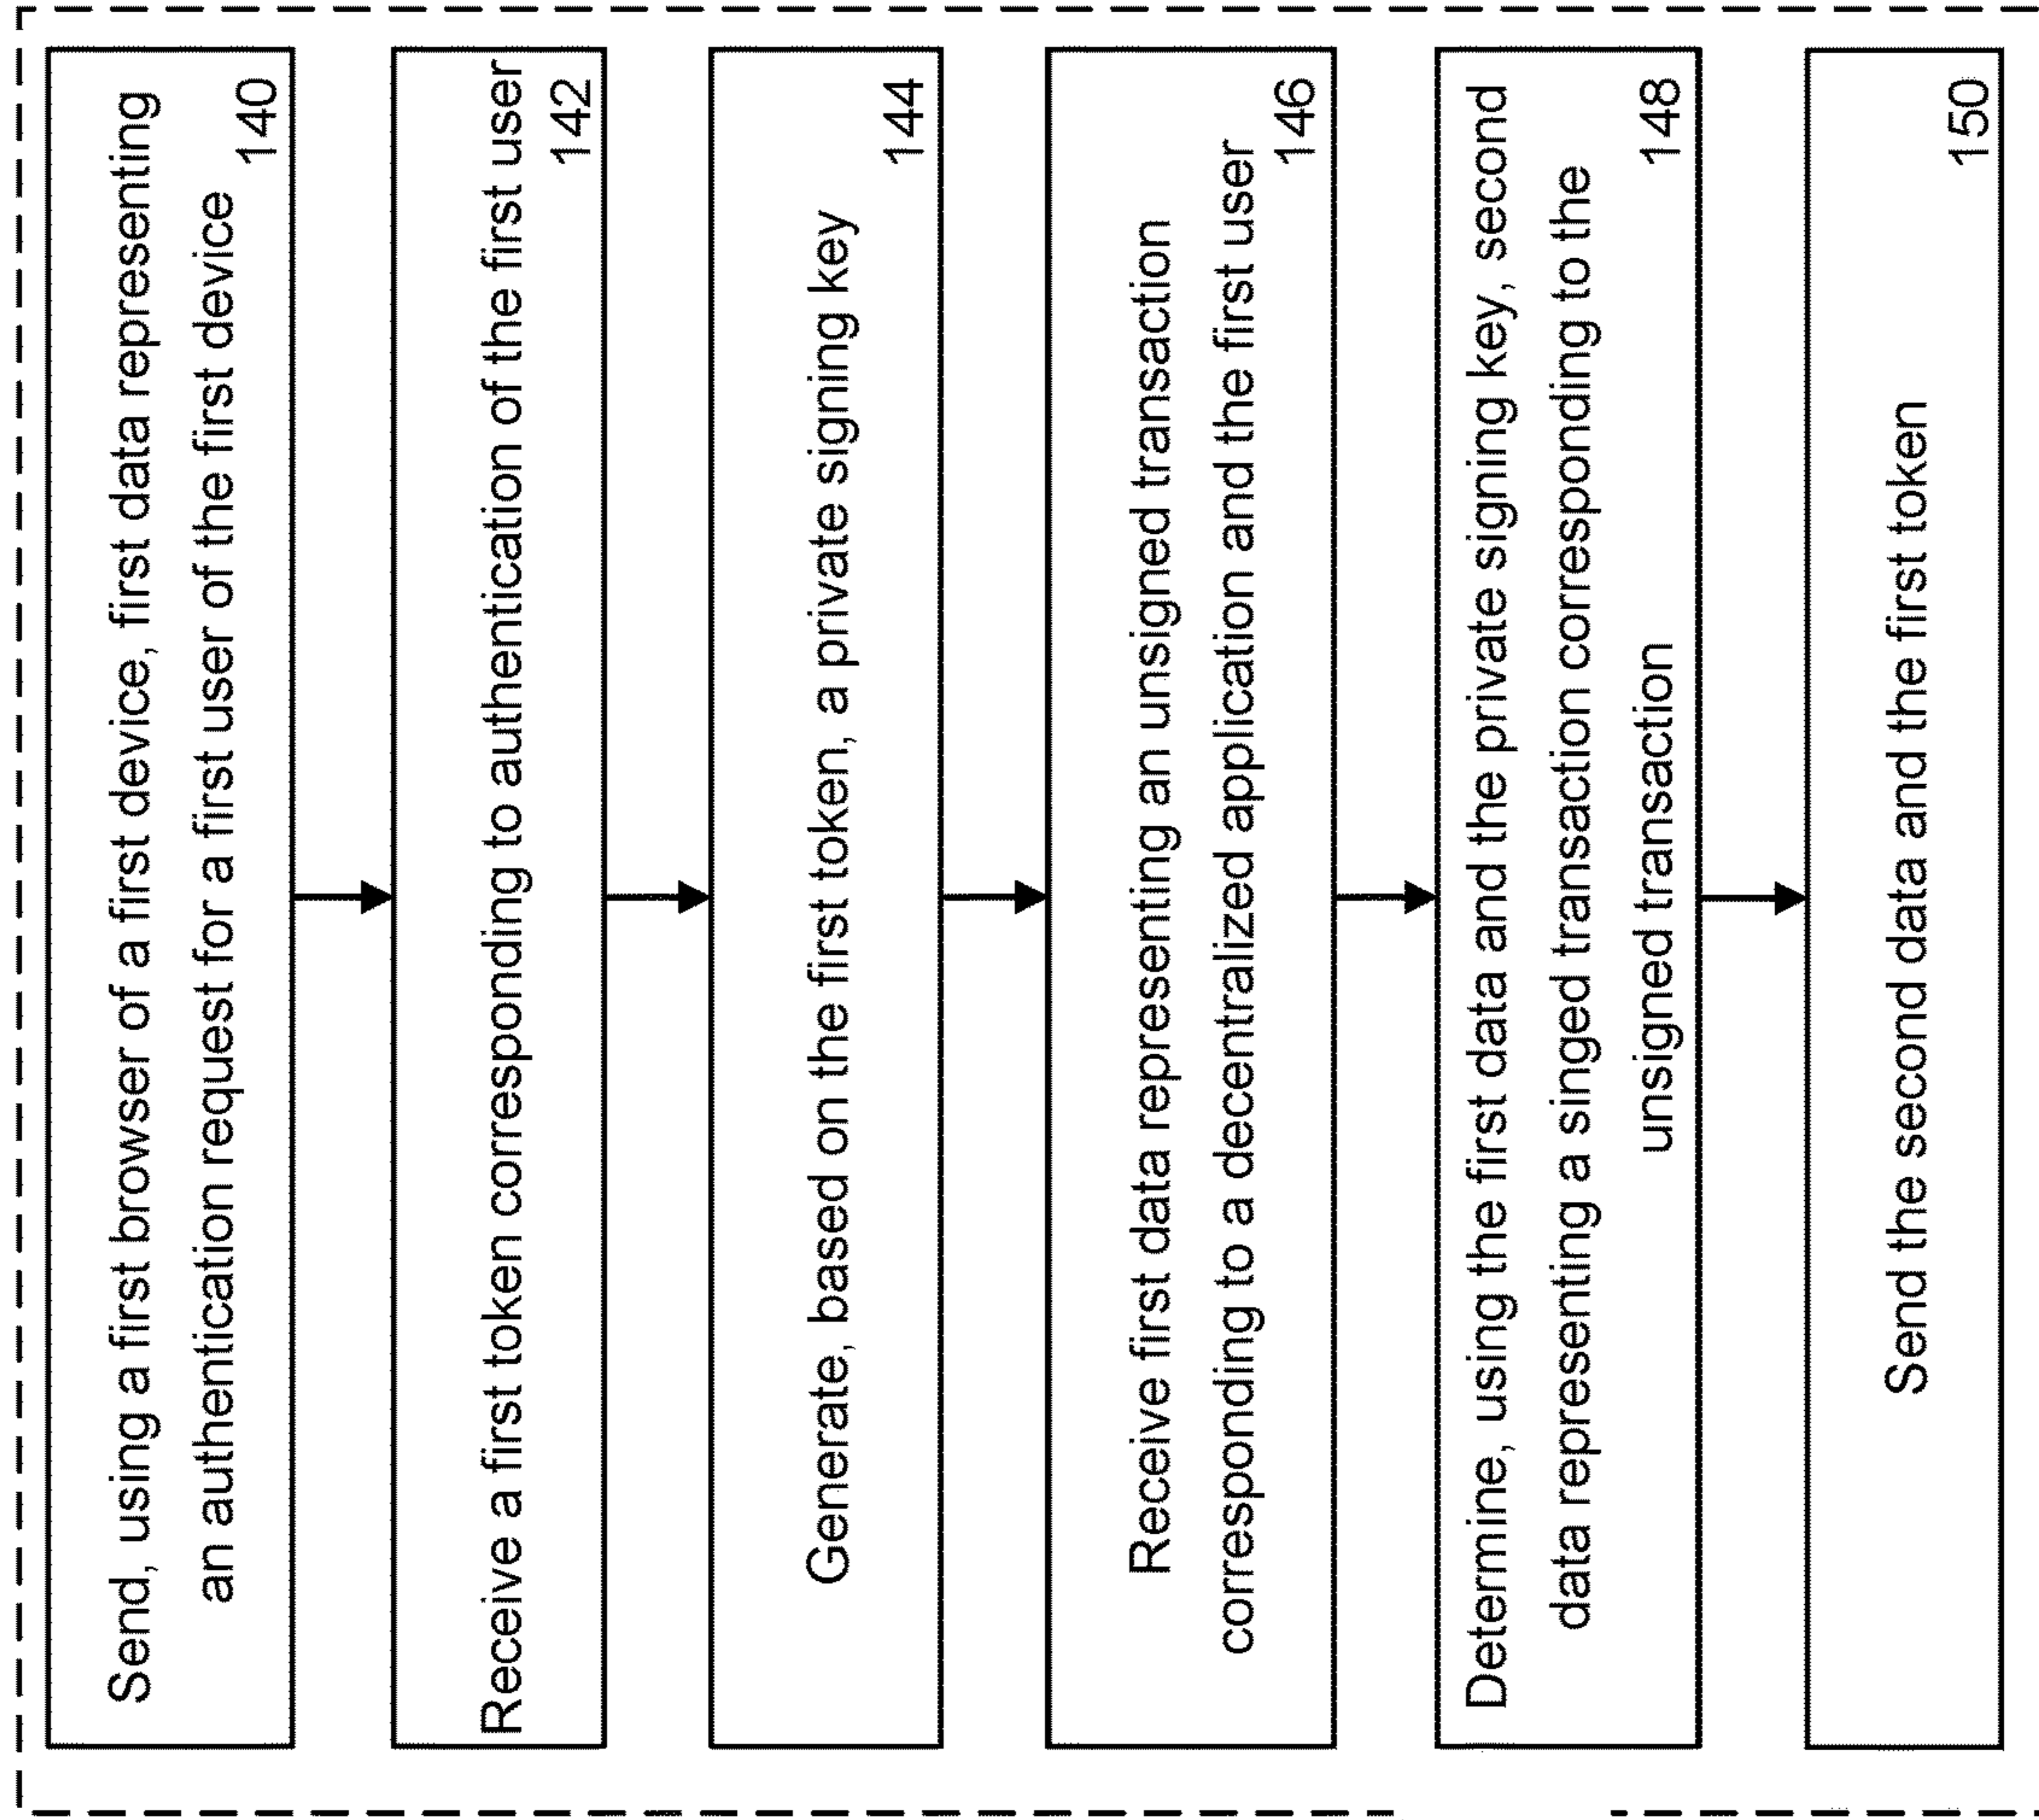 Send, using a first browser of a first device, first data representing
an authentication request for a first user of the first device
140
Receive a first token corresponding to authentication of the first user
142
Generate, based on the first token, a private signing key
144
Receive first data representing an unsigned transaction
corresponding to a decentralized application and the first user
146
Determine, using the first data and the private signing key, second
data representing a singed transaction corresponding to the
unsigned transaction
148
Send the second data and the first token
150